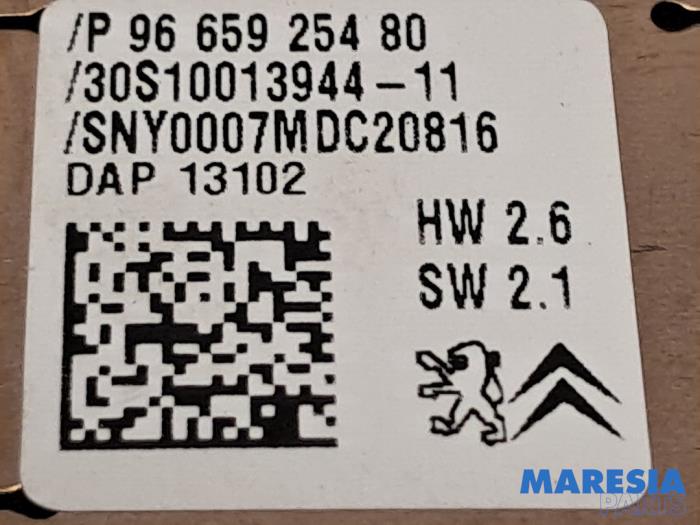 /P 96 659 254 80
/30S10013944-11
/SNY0007MDC20816
DAP 13102
HW 2.6
SW 2.1
MARESIA
PARTS